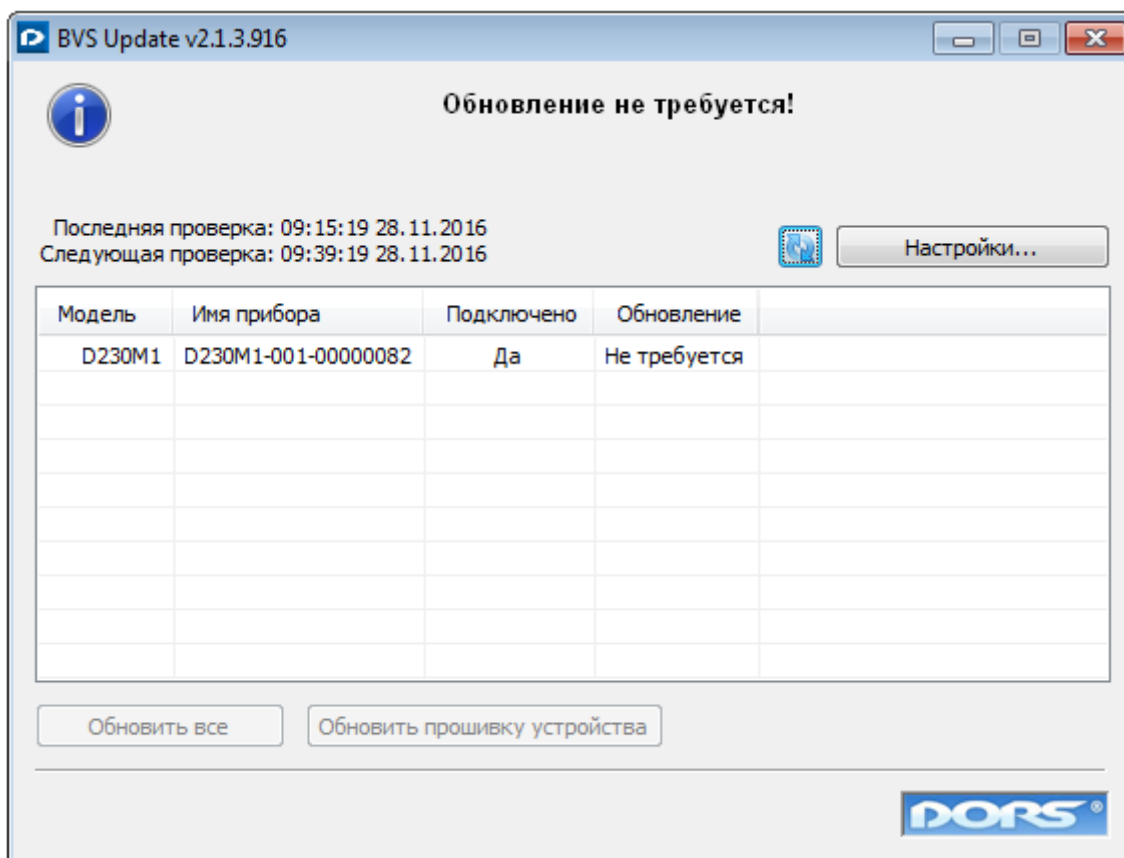 BVS Update v2.1.3.916
Обновление не требуется!
Последняя проверка: 09:15:19 28.11.2016
Следующая проверка: 09:39:19 28.11.2016
Настройки...
Модель Имя прибора Подключено Обновление
D230M1 D230M1-001-00000082 Да Не требуется
Обновить все Обновить прошивку устройства
DORS®